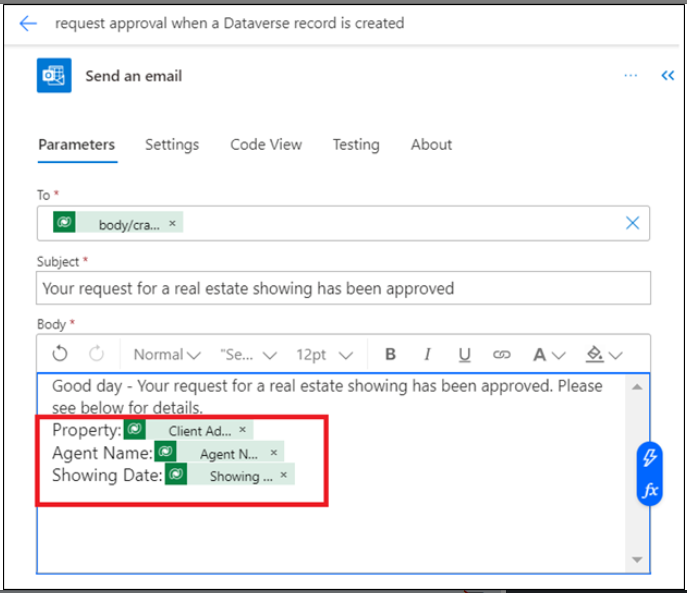 request approval when a Dataverse record is created
Send an email
Parameters Settings Code View Testing About
To *
body/cra... ×
Subject *
Your request for a real estate showing has been approved
Body *
Normal "Se... 12pt B I U A
Good day - Your request for a real estate showing has been approved. Please
see below for details.
Property: Client Ad... ×
Agent Name: Agent N... ×
Showing Date: Showing ... ×
fx